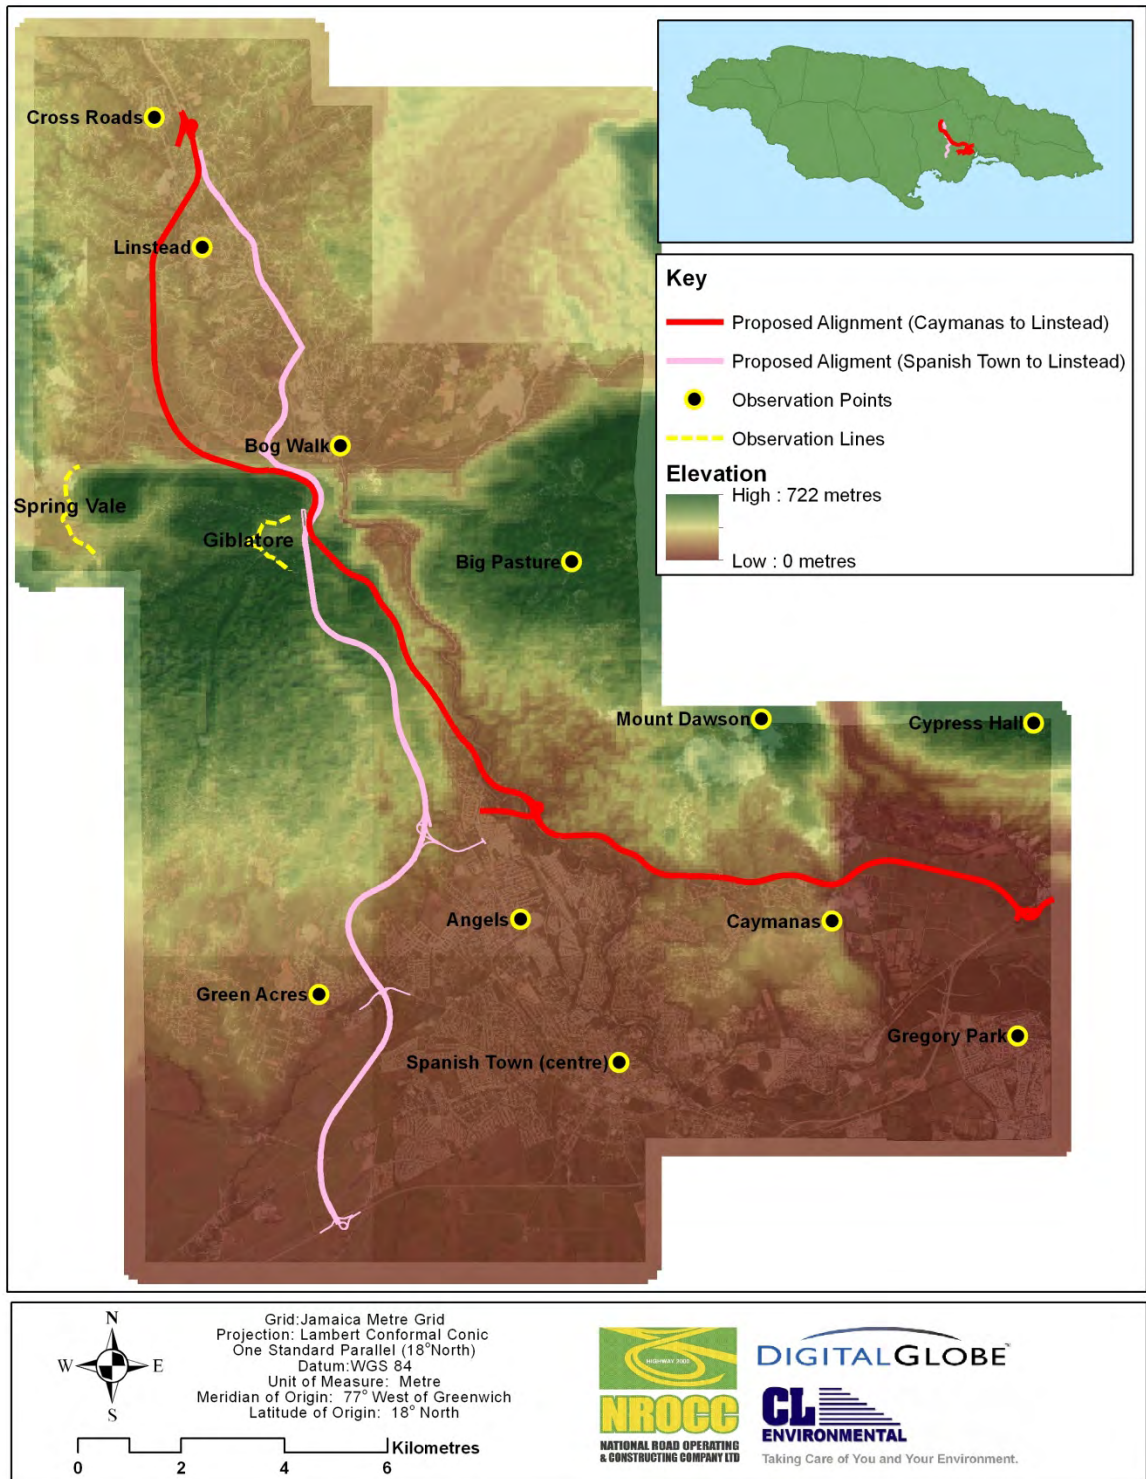 Cross Roads
Linstead
Bog Walk
Spring Vale
Giblatore
Big Pasture
Mount Dawson
Cypress Hall
Angels
Caymanas
Green Acres
Gregory Park
Spanish Town (centre)
Key
Proposed Alignment (Caymanas to Linstead)
Proposed Aligment (Spanish Town to Linstead)
Observation Points
Observation Lines
Elevation
High : 722 metres
Low : 0 metres
N
W E
S
Grid:Jamaica Metre Grid
Projection: Lambert Conformal Conic
One Standard Parallel (18°North)
Datum:WGS 84
Unit of Measure: Metre
Meridian of Origin: 77° West of Greenwich
Latitude of Origin: 18° North
Kilometres
0 2 4 6
HIGHWAY 2000
NROCC
NATIONAL ROAD OPERATING
& CONSTRUCTING COMPANY LTD
DIGITALGLOBE™
CL
ENVIRONMENTAL
Taking Care of You and Your Environment.